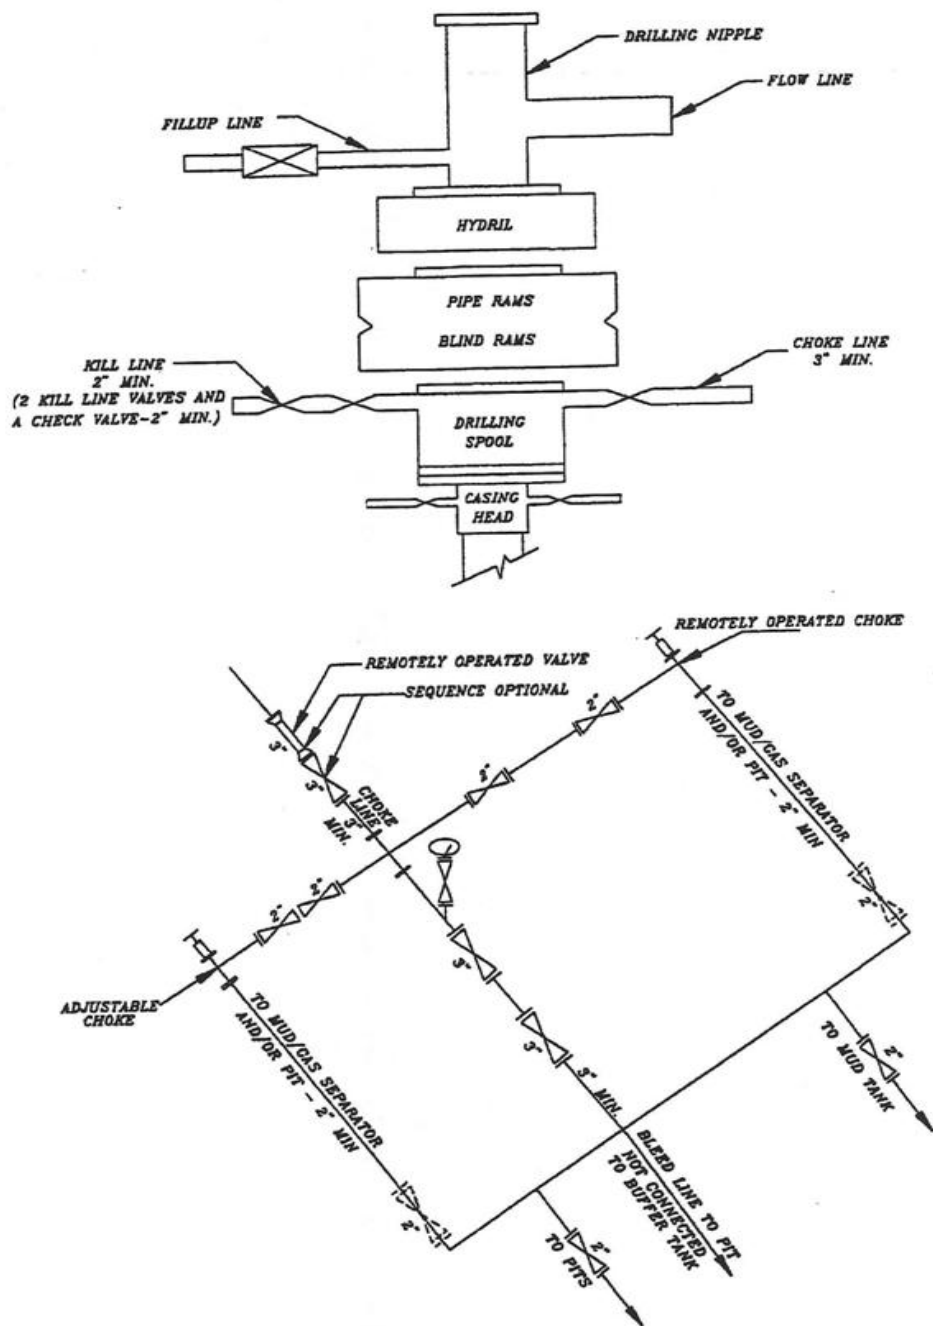 DRILLING NIPPLE
FLOW LINE
FILLUP LINE
HYDRIL
PIPE RAMS
BLIND RAMS
KILL LINE
2" MIN.
(2 KILL LINE VALVES AND
A CHECK VALVE-2" MIN.)
CHOKE LINE
3" MIN.
DRILLING
SPOOL
CASING
HEAD
REMOTELY OPERATED CHOKE
REMOTELY OPERATED VALVE
SEQUENCE OPTIONAL
3"
3"
CHOKE
LINE
3"
MIN.
2"
2"
2"
2"
TO MUD/GAS SEPARATOR
AND/OR PIT - 2" MIN
2"
3"
3"
3" MIN.
ADJUSTABLE
CHOKE
TO MUD/GAS SEPARATOR
AND/OR PIT - 2" MIN
2"
2"
TO MUD TANK
BLEED LINE TO PIT
NOT CONNECTED
TO BUFFER TANK
2"
TO PITS